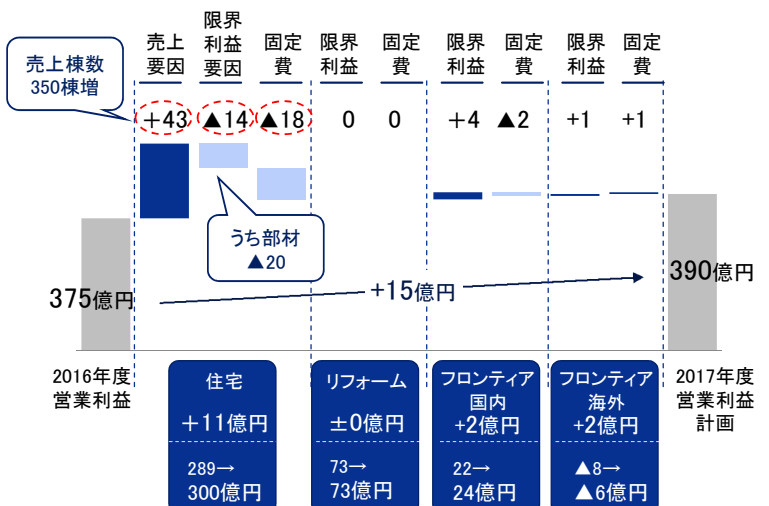 売上棟数
350棟増
売上
要因
限界
利益
要因
固定
費
限界
利益
固定
費
限界
利益
固定
費
限界
利益
固定
費
+43
▲14
▲18
0
0
+4
▲2
+1
+1
うち部材
▲20
375億円
+15億円
390億円
2016年度
営業利益
住宅
+11億円
289→
300億円
リフォーム
±0億円
73→
73億円
フロンティア
国内
+2億円
22→
24億円
フロンティア
海外
+2億円
▲8→
▲6億円
2017年度
営業利益
計画